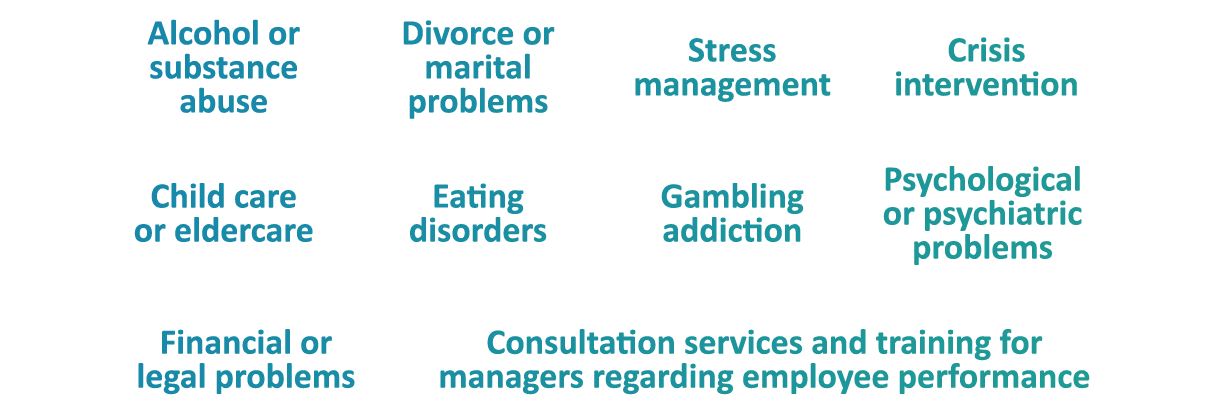 Alcohol or
substance
abuse
Divorce or
marital
problems
Stress
management
Crisis
intervention
Child care
or eldercare
Eating
disorders
Gambling
addiction
Psychological
or psychiatric
problems
Financial or
legal problems
Consultation services and training for
managers regarding employee performance